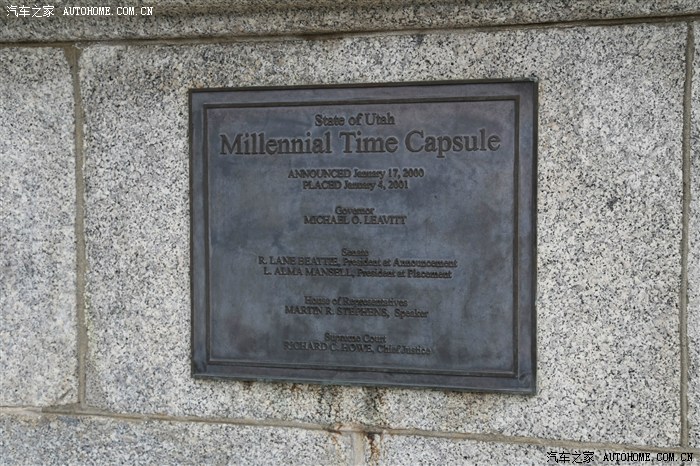 汽车之家 AUTOHOME.COM.CN
State of Utah
Millennial Time Capsule
ANNOUNCED January 17, 2000
PLACED January 4, 2001
Governor
MICHAEL O. LEAVITT
Senate
R. LANE BEATTIE, President at Announcement
L. ALMA MANSELL, President at Placement
House of Representatives
MARTIN R. STEPHENS, Speaker
Supreme Court
RICHARD C. HOWE, Chief Justice
汽车之家 AUTOHOME.COM.CN